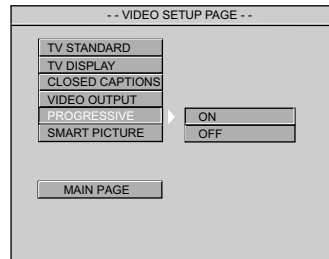 - - VIDEO SETUP PAGE - -
TV STANDARD
TV DISPLAY
CLOSED CAPTIONS
VIDEO OUTPUT
PROGRESSIVE
ON
SMART PICTURE
OFF
MAIN PAGE